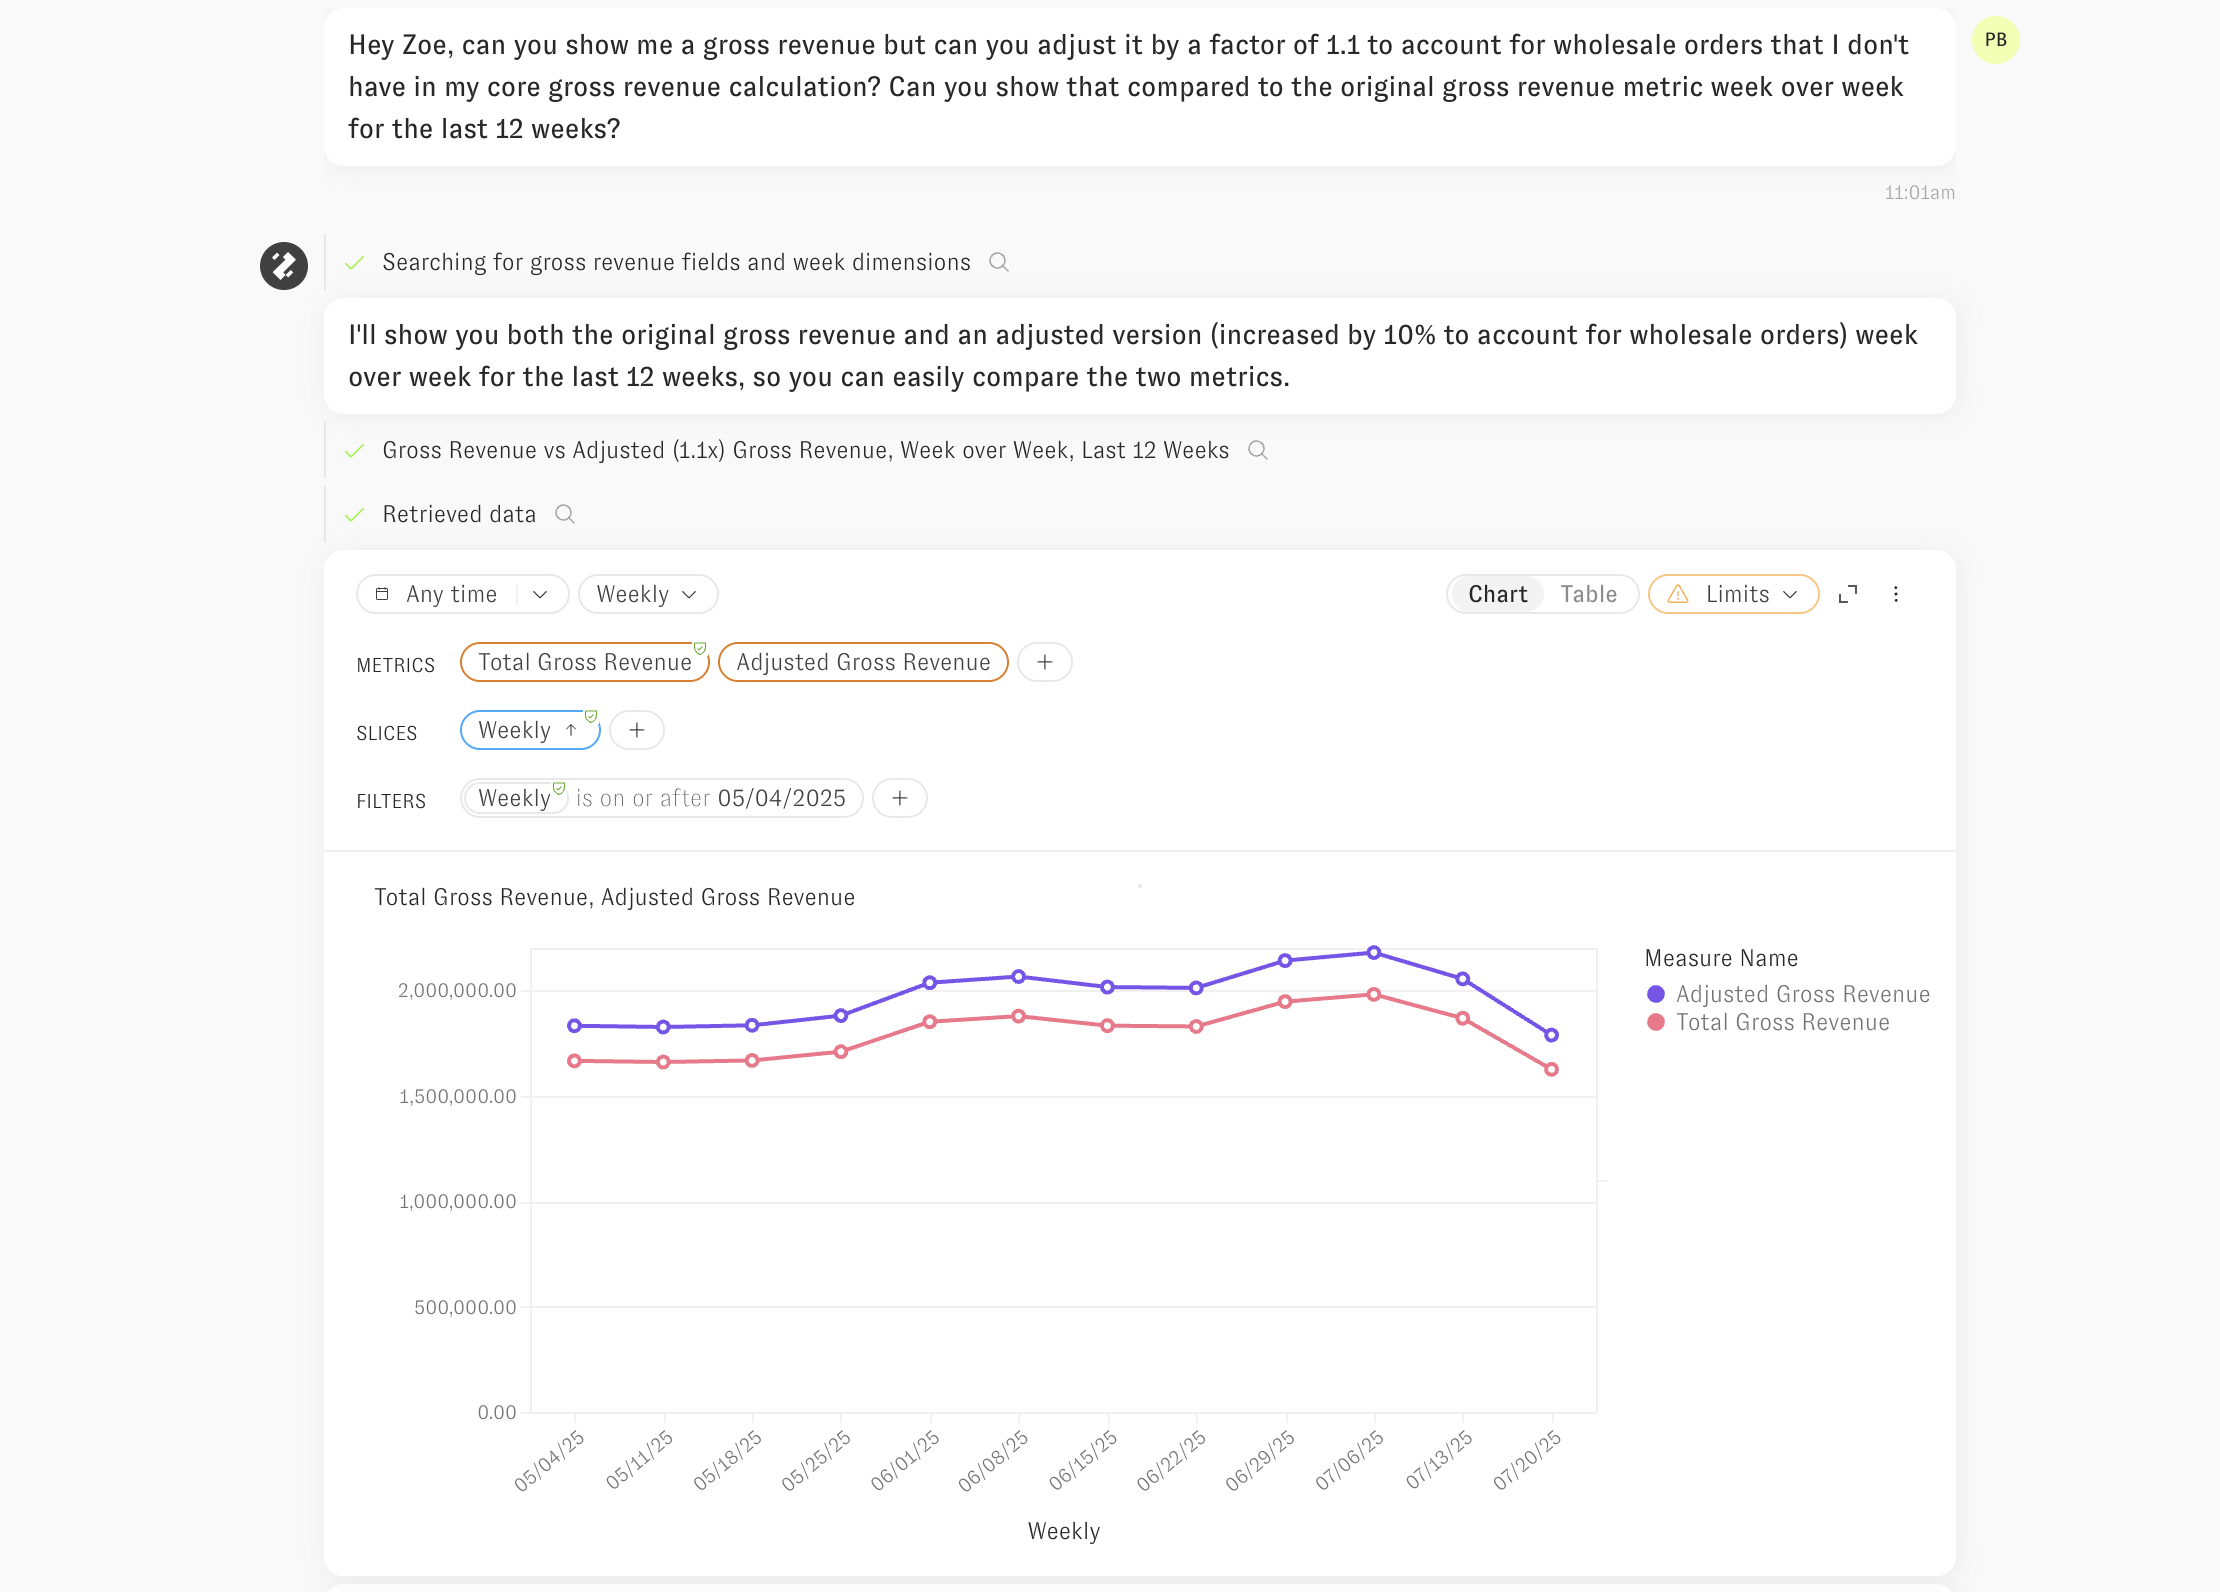 Hey Zoe, can you show me a gross revenue but can you adjust it by a factor of 1.1 to account for wholesale orders that I don't
have in my core gross revenue calculation? Can you show that compared to the original gross revenue metric week over week
for the last 12 weeks?
PB
11:01am
Searching for gross revenue fields and week dimensions
I'll show you both the original gross revenue and an adjusted version (increased by 10% to account for wholesale orders) week
over week for the last 12 weeks, so you can easily compare the two metrics.
Gross Revenue vs Adjusted (1.1x) Gross Revenue, Week over Week, Last 12 Weeks
Retrieved data
Any time Weekly Chart Table Limits
METRICS Total Gross Revenue Adjusted Gross Revenue +
SLICES Weekly ↑ +
FILTERS Weekly is on or after 05/04/2025 +
Total Gross Revenue, Adjusted Gross Revenue
Measure Name
Adjusted Gross Revenue
Total Gross Revenue
2,000,000.00
1,500,000.00
1,000,000.00
500,000.00
0.00
05/04/25 05/11/25 05/18/25 05/25/25 06/01/25 06/08/25 06/15/25 06/22/25 06/29/25 07/06/25 07/13/25 07/20/25
Weekly